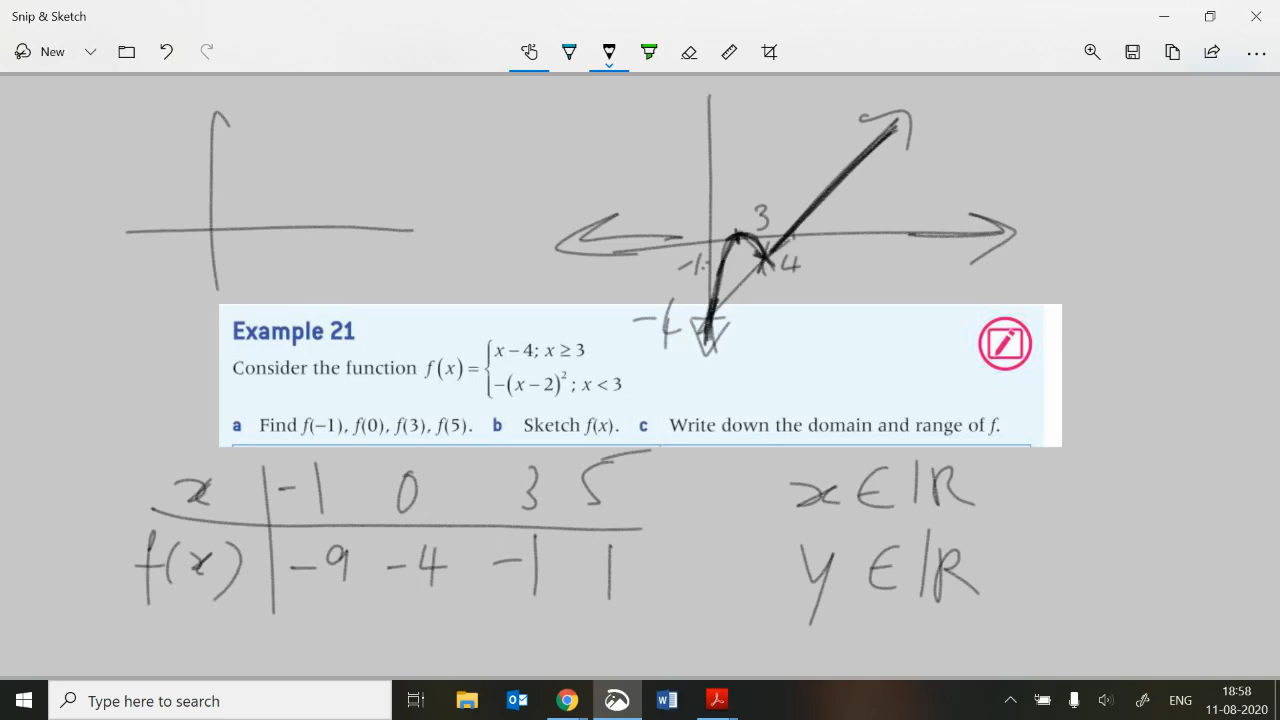 Snip & Sketch
New
3
-1
4
-4
Example 21
Consider the function f(x) = { x – 4; x ≥ 3
–(x – 2)²; x < 3
a Find f(–1), f(0), f(3), f(5). b Sketch f(x). c Write down the domain and range of f.
x | -1 0 3 5
f(x) | -9 -4 -1 1
x ∈ ℝ
y ∈ ℝ
Type here to search
ENG
18:58
11-08-2020